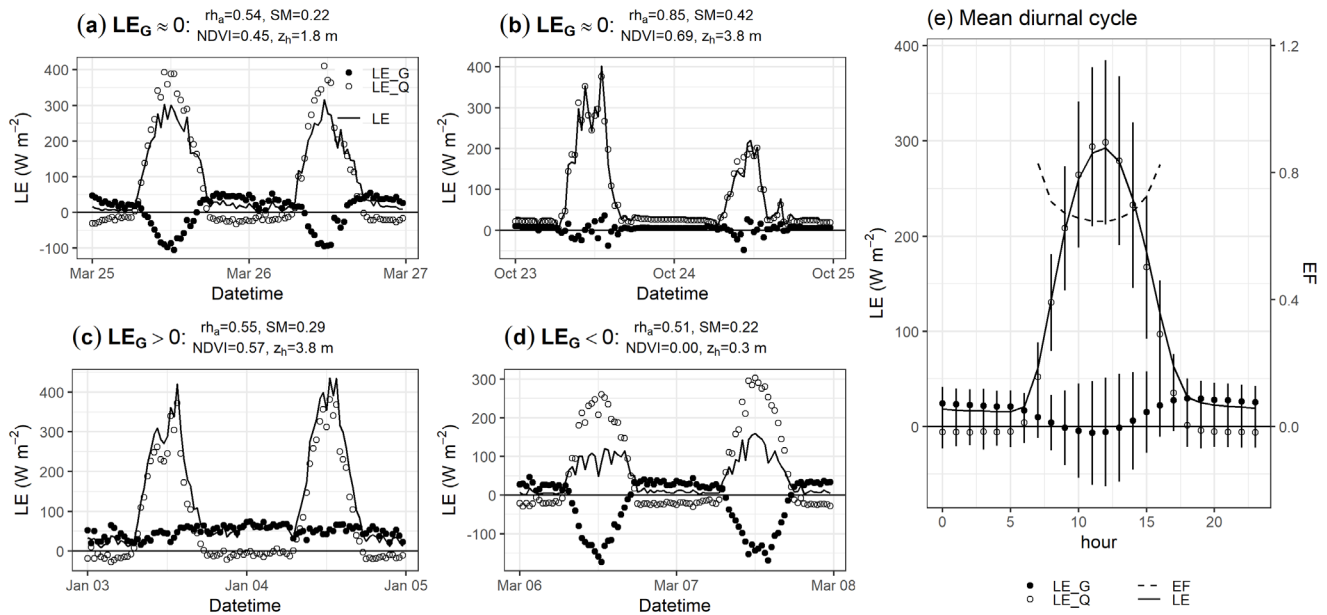 (a) LE_G ≈ 0: rh_a=0.54, SM=0.22
NDVI=0.45, z_h=1.8 m
LE (W m⁻²)
400
300
200
100
0
-100
LE_G
LE_Q
LE
Mar 25
Mar 26
Mar 27
Datetime
(b) LE_G ≈ 0: rh_a=0.85, SM=0.42
NDVI=0.69, z_h=3.8 m
LE (W m⁻²)
400
300
200
100
0
Oct 23
Oct 24
Oct 25
Datetime
(c) LE_G > 0: rh_a=0.55, SM=0.29
NDVI=0.57, z_h=3.8 m
LE (W m⁻²)
400
300
200
100
0
Jan 03
Jan 04
Jan 05
Datetime
(d) LE_G < 0: rh_a=0.51, SM=0.22
NDVI=0.00, z_h=0.3 m
LE (W m⁻²)
300
200
100
0
-100
Mar 06
Mar 07
Mar 08
Datetime
(e) Mean diurnal cycle
LE (W m⁻²)
400
300
200
100
0
1.2
0.8
0.4
0.0
EF
0
5
10
15
20
hour
LE_G
LE_Q
EF
LE